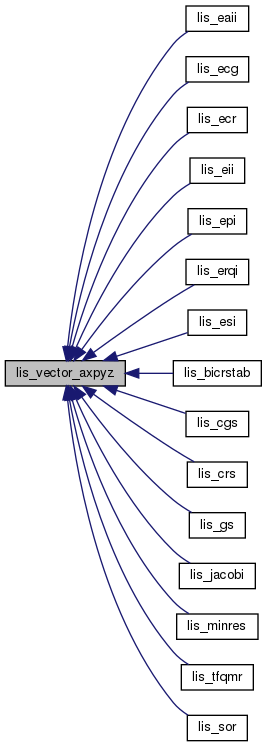 lis_eaii
lis_ecg
lis_ecr
lis_eii
lis_epi
lis_erqi
lis_esi
lis_vector_axpyz
lis_bicrstab
lis_cgs
lis_crs
lis_gs
lis_jacobi
lis_minres
lis_tfqmr
lis_sor